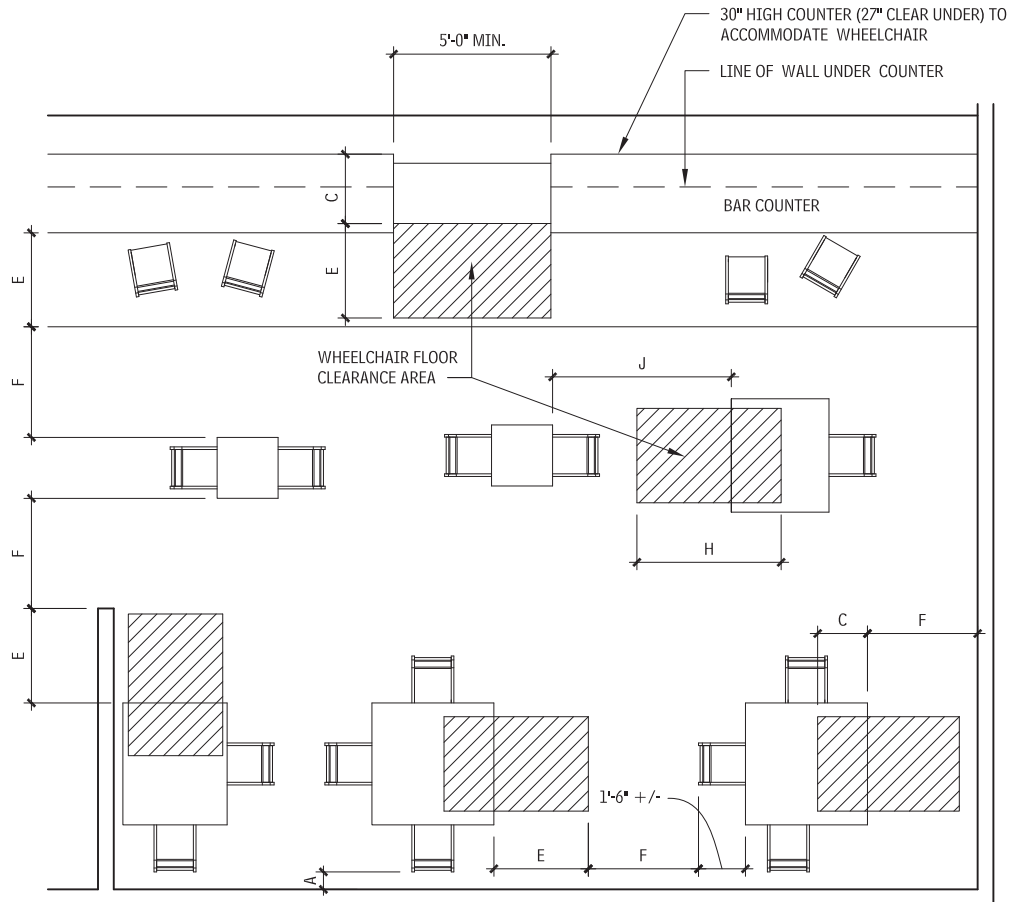 30" HIGH COUNTER (27" CLEAR UNDER) TO
ACCOMMODATE WHEELCHAIR
5'-0" MIN.
LINE OF WALL UNDER COUNTER
C
BAR COUNTER
E
E
WHEELCHAIR FLOOR
CLEARANCE AREA
J
F
F
H
C
F
E
1'-6" +/-
E
F
A